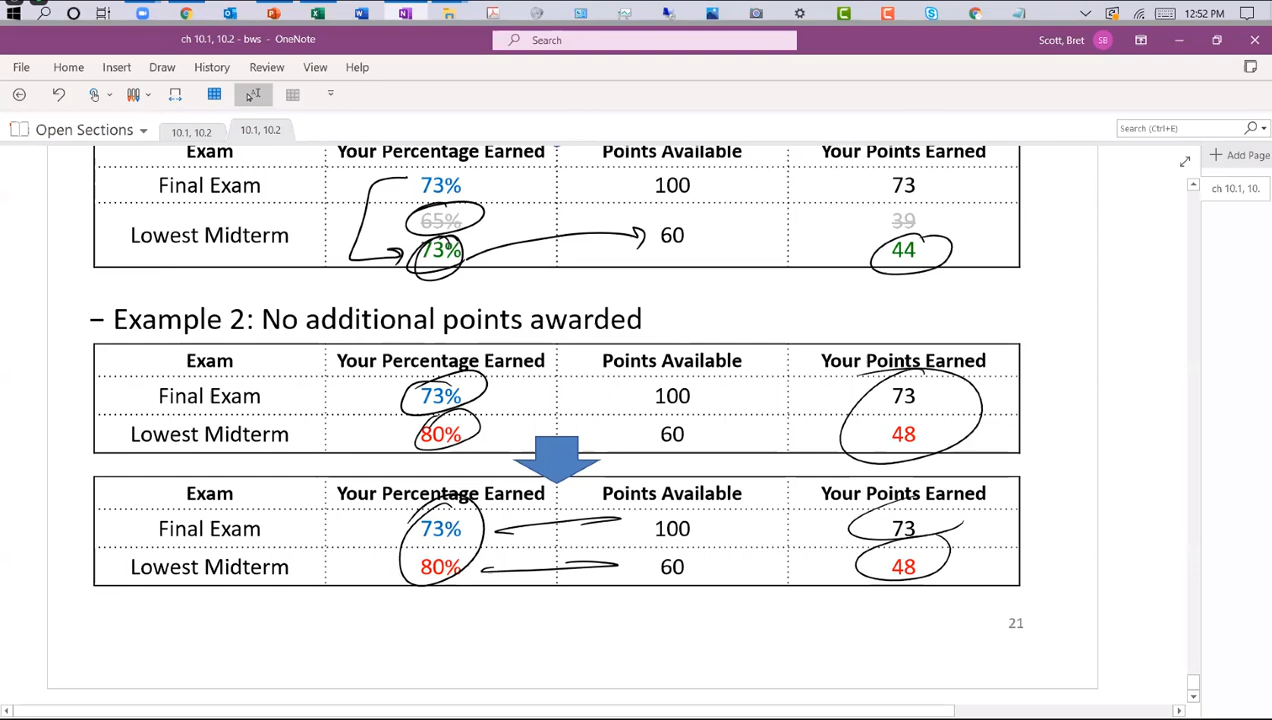 12:52 PM
ch 10.1, 10.2 - bws - OneNote
Search
Scott, Bret SB
File Home Insert Draw History Review View Help
Open Sections 10.1, 10.2 10.1, 10.2 Search (Ctrl+E)
Add Page
ch 10.1, 10.
Exam Your Percentage Earned Points Available Your Points Earned
Final Exam 73% 100 73
65% 39
Lowest Midterm 60
73% 44
– Example 2: No additional points awarded
Exam Your Percentage Earned Points Available Your Points Earned
Final Exam 73% 100 73
Lowest Midterm 80% 60 48
Exam Your Percentage Earned Points Available Your Points Earned
Final Exam 73% 100 73
Lowest Midterm 80% 60 48
21